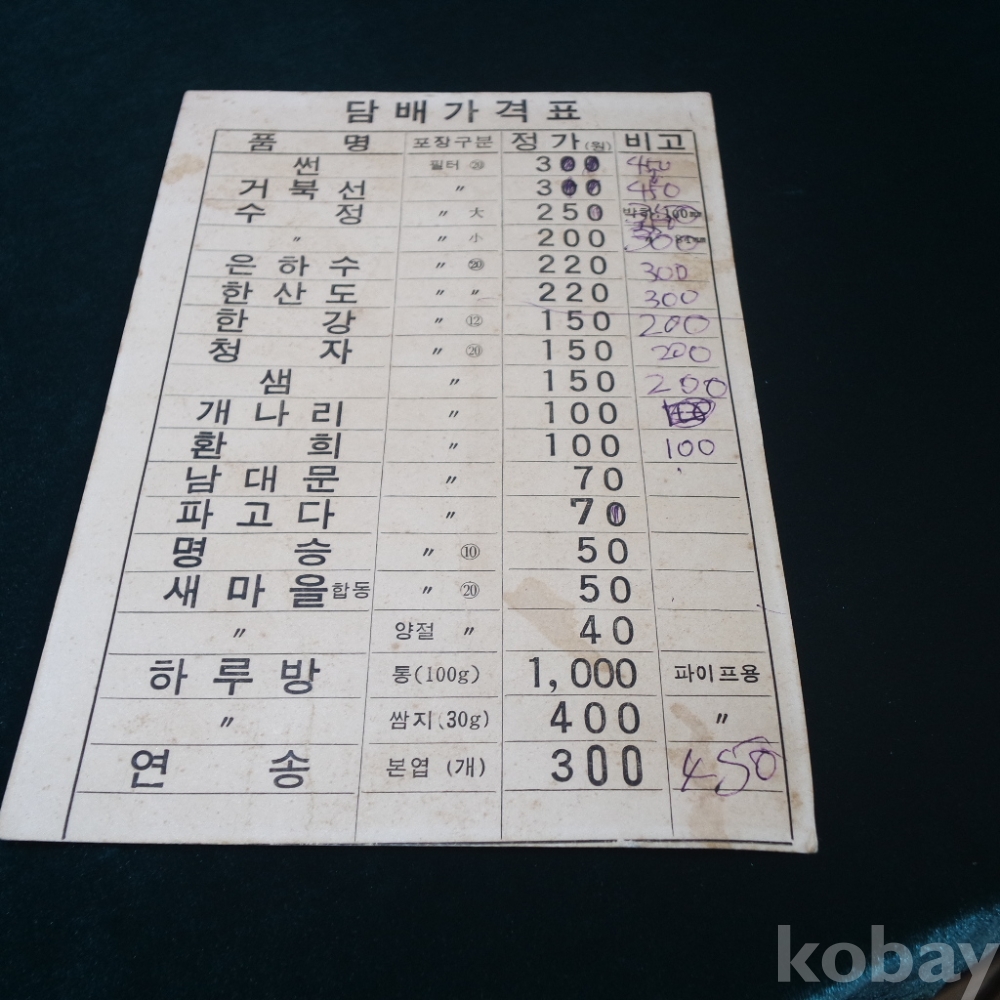 담배가격표
품명 포장구분 정가(원) 비고
썬 필터 ⑳ 300 450
거북선 〃 300 450
수정 〃 大 250
〃 〃 小 200
은하수 〃 ⑳ 220 300
한산도 〃 〃 220 300
한강 〃 ⑫ 150 200
청자 〃 ⑳ 150 200
샘 〃 150 200
개나리 〃 100
환희 〃 100 100
남대문 〃 70
파고다 〃 70
명승 〃 ⑩ 50
새마을합동 〃 ⑳ 50
〃 양절 〃 40
하루방 통(100g) 1,000 파이프용
〃 쌈지(30g) 400 〃
연송 본엽 (개) 300 450
kobay